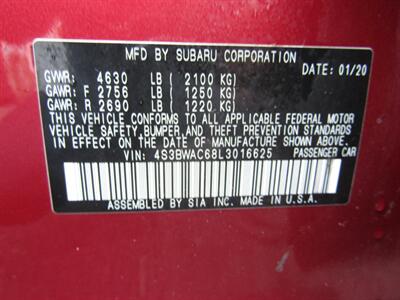 MFD BY SUBARU CORPORATION
DATE: 01/20
GVWR: 4630 LB ( 2100 KG)
GAWR: F 2756 LB ( 1250 KG)
GAWR: R 2690 LB ( 1220 KG)
THIS VEHICLE CONFORMS TO ALL APPLICABLE FEDERAL MOTOR
VEHICLE SAFETY, BUMPER, AND THEFT PREVENTION STANDARDS
IN EFFECT ON THE DATE OF MANUFACTURE SHOWN ABOVE.
VIN: 4S3BWAC68L3016625 PASSENGER CAR
ASSEMBLED BY SIA INC. MADE IN U.S.A.